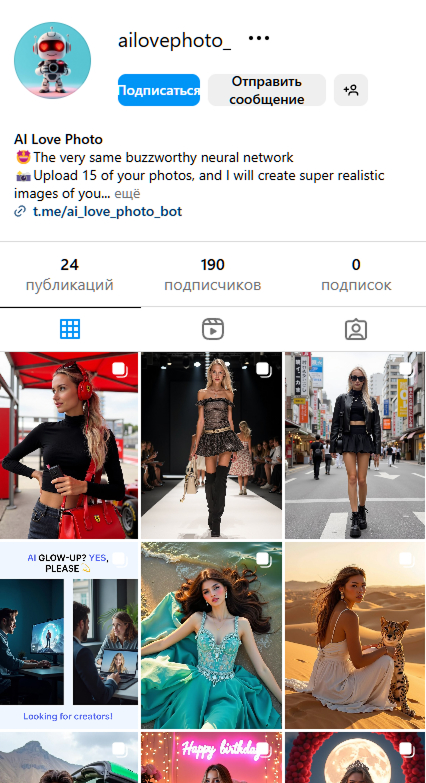 ailovephoto_ •••
Подписаться
Отправить
сообщение
AI Love Photo
🤩The very same buzzworthy neural network
📸Upload 15 of your photos, and I will create super realistic
images of you... ещё
t.me/ai_love_photo_bot
24 190 0
публикаций подписчиков подписок
AI GLOW-UP? YES,
PLEASE 💫
Looking for creators!
Happy birthday